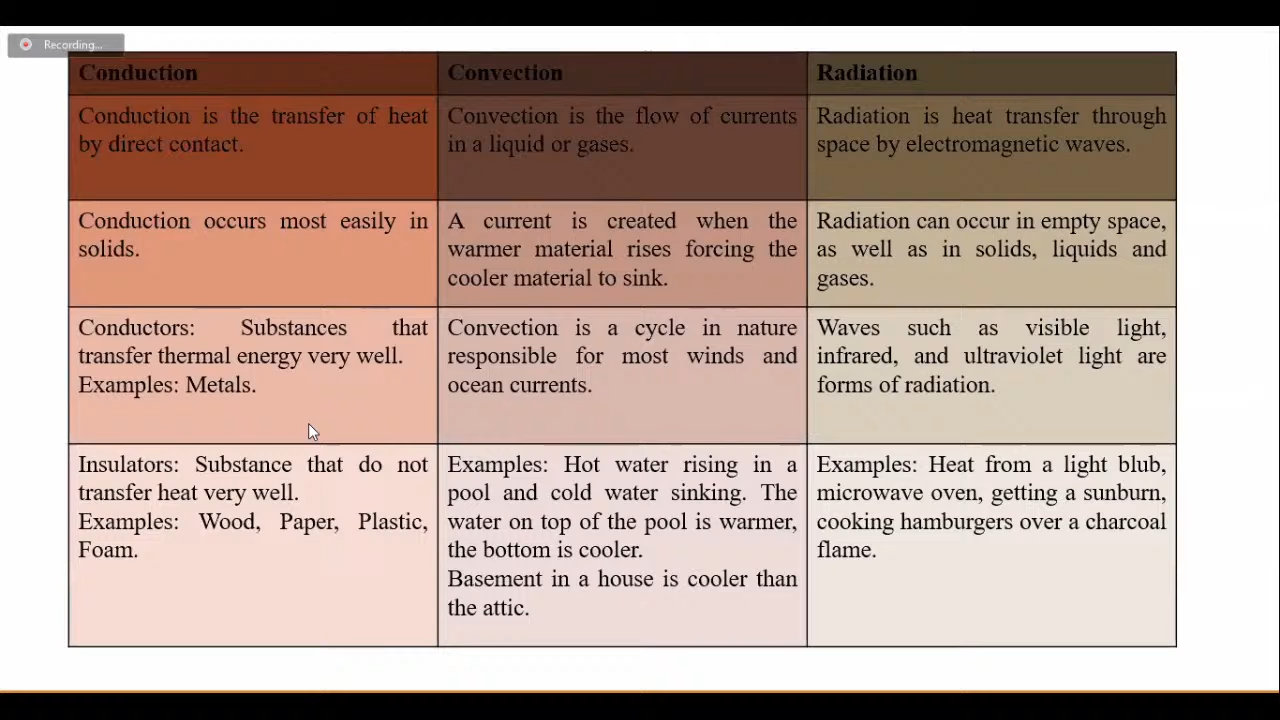 Recording...
Conduction
Convection
Radiation
Conduction is the transfer of heat
by direct contact.
Convection is the flow of currents
in a liquid or gases.
Radiation is heat transfer through
space by electromagnetic waves.
Conduction occurs most easily in
solids.
A current is created when the
warmer material rises forcing the
cooler material to sink.
Radiation can occur in empty space,
as well as in solids, liquids and
gases.
Conductors: Substances that
transfer thermal energy very well.
Examples: Metals.
Convection is a cycle in nature
responsible for most winds and
ocean currents.
Waves such as visible light,
infrared, and ultraviolet light are
forms of radiation.
Insulators: Substance that do not
transfer heat very well.
Examples: Wood, Paper, Plastic,
Foam.
Examples: Hot water rising in a
pool and cold water sinking. The
water on top of the pool is warmer,
the bottom is cooler.
Basement in a house is cooler than
the attic.
Examples: Heat from a light blub,
microwave oven, getting a sunburn,
cooking hamburgers over a charcoal
flame.